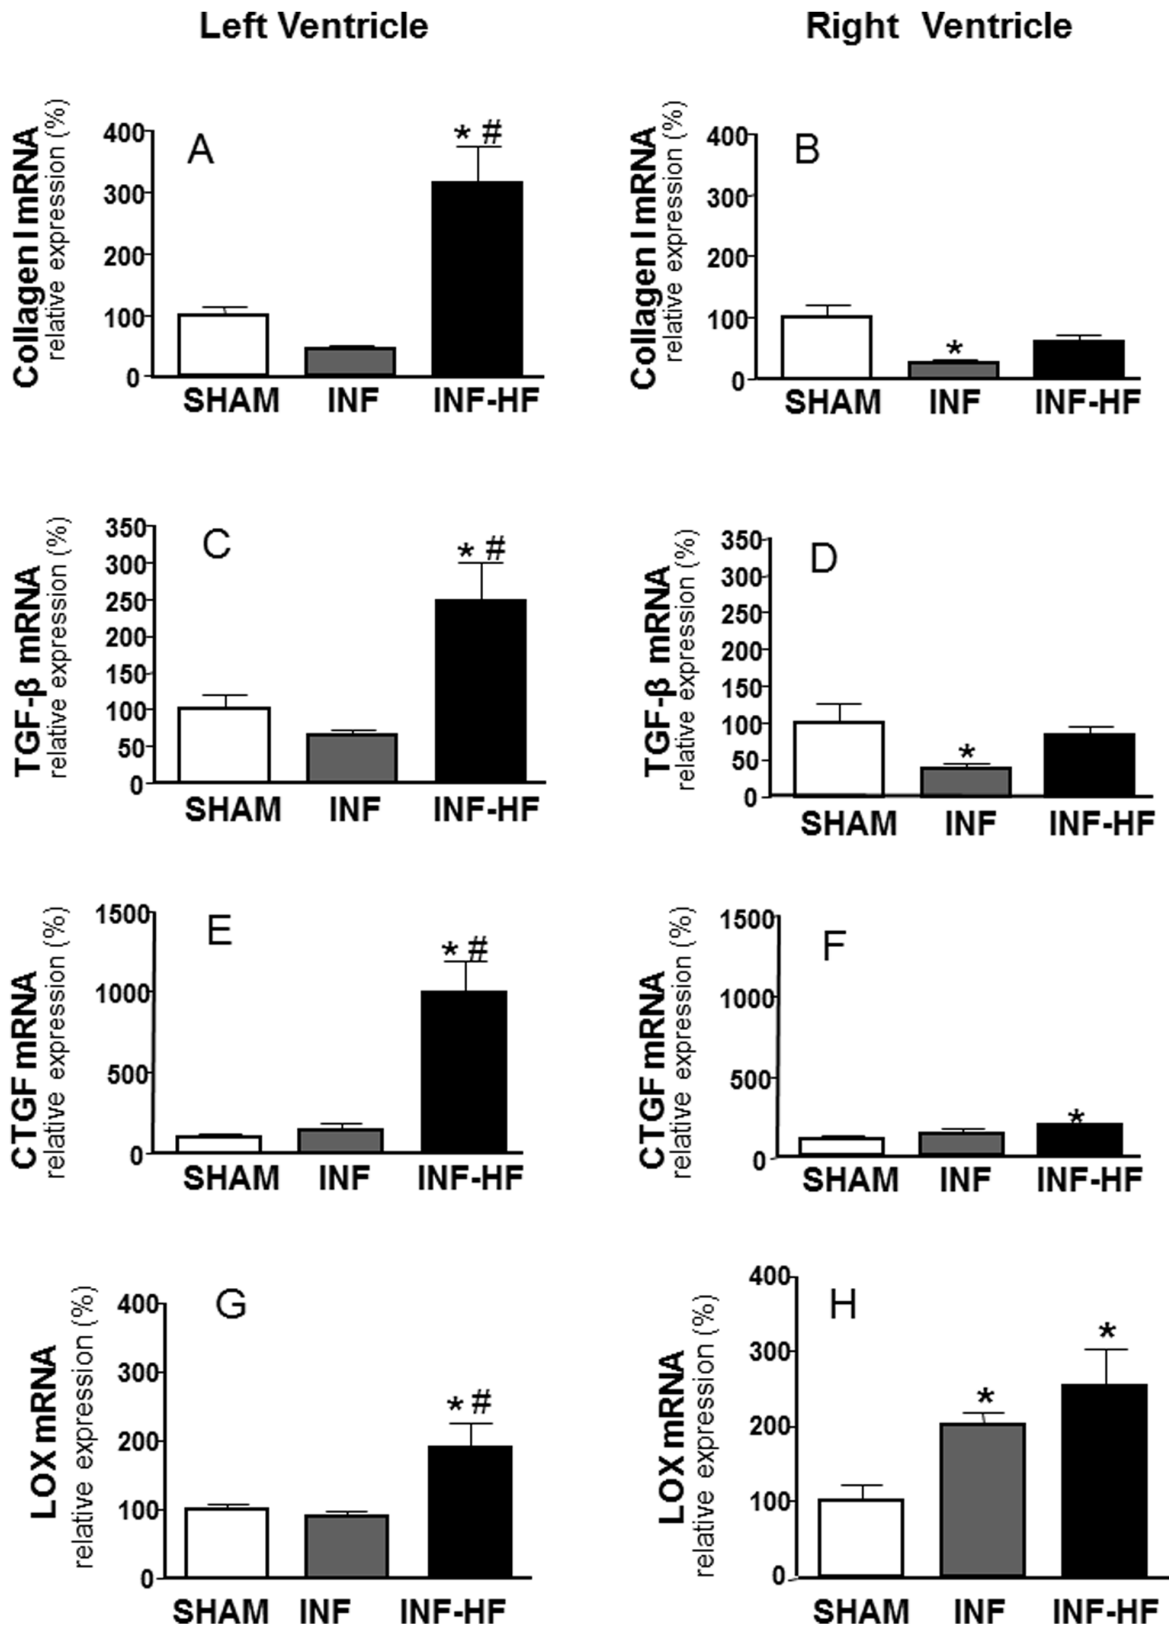 Left Ventricle
Right Ventricle
Collagen I mRNA
relative expression (%)
400
300
200
100
0
A
* #
SHAM INF INF-HF
Collagen I mRNA
relative expression (%)
400
300
200
100
0
B
*
SHAM INF INF-HF
TGF-β mRNA
relative expression (%)
350
300
250
200
150
100
50
0
C
* #
SHAM INF INF-HF
TGF-β mRNA
relative expression (%)
350
300
250
200
150
100
50
0
D
*
SHAM INF INF-HF
CTGF mRNA
relative expression (%)
1500
1000
500
0
E
* #
SHAM INF INF-HF
CTGF mRNA
relative expression (%)
1500
1000
500
0
F
*
SHAM INF INF-HF
LOX mRNA
relative expression (%)
400
300
200
100
0
G
* #
SHAM INF INF-HF
LOX mRNA
relative expression (%)
400
300
200
100
0
H
*
*
SHAM INF INF-HF